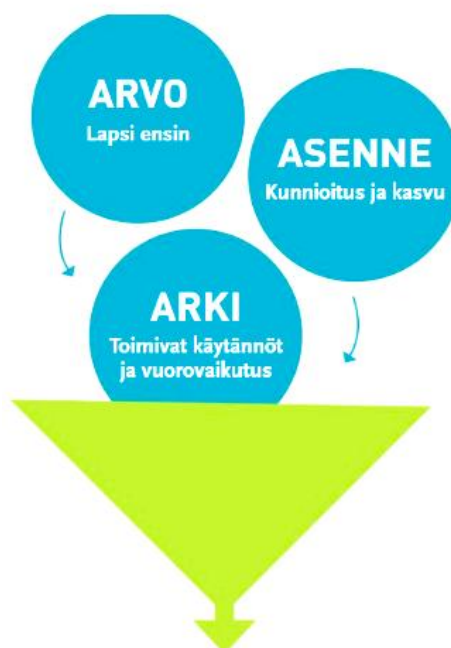 ARVO
Lapsi ensin
ASENNE
Kunnioitus ja kasvu
ARKI
Toimivat käytännöt
ja vuorovaikutus